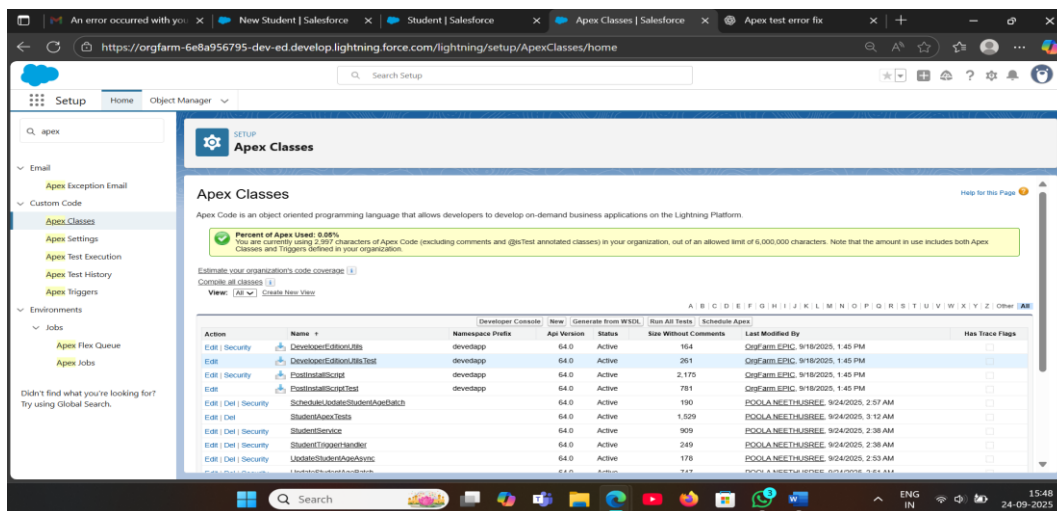 An error occurred with you
New Student | Salesforce
Student | Salesforce
Apex Classes | Salesforce
Apex test error fix
https://orgfarm-6e8a956795-dev-ed.develop.lightning.force.com/lightning/setup/ApexClasses/home
Search Setup
Setup Home Object Manager
apex
Email
Apex Exception Email
Custom Code
Apex Classes
Apex Settings
Apex Test Execution
Apex Test History
Apex Triggers
Environments
Jobs
Apex Flex Queue
Apex Jobs
Didn't find what you're looking for?
Try using Global Search.
SETUP
Apex Classes
Apex Classes
Help for this Page
Apex Code is an object oriented programming language that allows developers to develop on-demand business applications on the Lightning Platform.
Percent of Apex Used: 0.05%
You are currently using 2,997 characters of Apex Code (excluding comments and @isTest annotated classes) in your organization, out of an allowed limit of 6,000,000 characters. Note that the amount in use includes both Apex
Classes and Triggers defined in your organization.
Estimate your organization's code coverage i
Compile all classes i
View: All Create New View
A | B | C | D | E | F | G | H | I | J | K | L | M | N | O | P | Q | R | S | T | U | V | W | X | Y | Z | Other | All
Developer Console New Generate from WSDL Run All Tests Schedule Apex
Action Name ↑ Namespace Prefix Api Version Status Size Without Comments Last Modified By Has Trace Flags
Edit | Security DeveloperEditionUtils devedapp 64.0 Active 164 OrgFarm EPIC, 9/18/2025, 1:45 PM
Edit DeveloperEditionUtilsTest devedapp 64.0 Active 261 OrgFarm EPIC, 9/18/2025, 1:45 PM
Edit | Security PostInstallScript devedapp 64.0 Active 2,175 OrgFarm EPIC, 9/18/2025, 1:45 PM
Edit PostInstallScriptTest devedapp 64.0 Active 781 OrgFarm EPIC, 9/18/2025, 1:45 PM
Edit | Del | Security ScheduleUpdateStudentAgeBatch 64.0 Active 190 POOLA NEETHUSREE, 9/24/2025, 2:57 AM
Edit | Del StudentApexTests 64.0 Active 1,529 POOLA NEETHUSREE, 9/24/2025, 3:12 AM
Edit | Del | Security StudentService 64.0 Active 909 POOLA NEETHUSREE, 9/24/2025, 2:38 AM
Edit | Del | Security StudentTriggerHandler 64.0 Active 249 POOLA NEETHUSREE, 9/24/2025, 2:38 AM
Edit | Del | Security UpdateStudentAgeAsync 64.0 Active 178 POOLA NEETHUSREE, 9/24/2025, 2:53 AM
Edit | Del | Security UpdateStudentAgeBatch 64.0 Active 747 POOLA NEETHUSREE, 9/24/2025, 2:51 AM
Search
3
ENG
IN
15:48
24-09-2025